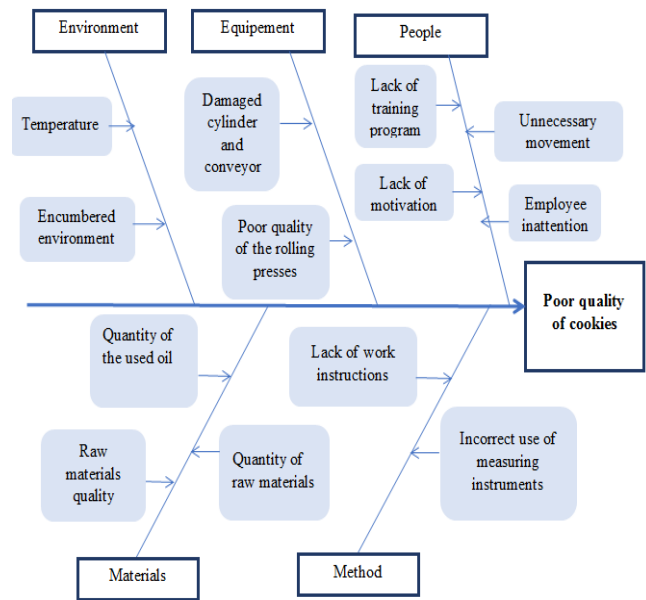 Environment
Equipement
People
Temperature
Encumbered
environment
Damaged
cylinder
and
conveyor
Poor quality
of the rolling
presses
Lack of
training
program
Unnecessary
movement
Lack of
motivation
Employee
inattention
Poor quality
of cookies
Quantity of
the used oil
Raw
materials
quality
Quantity of
raw materials
Lack of work
instructions
Incorrect use of
measuring
instruments
Materials
Method